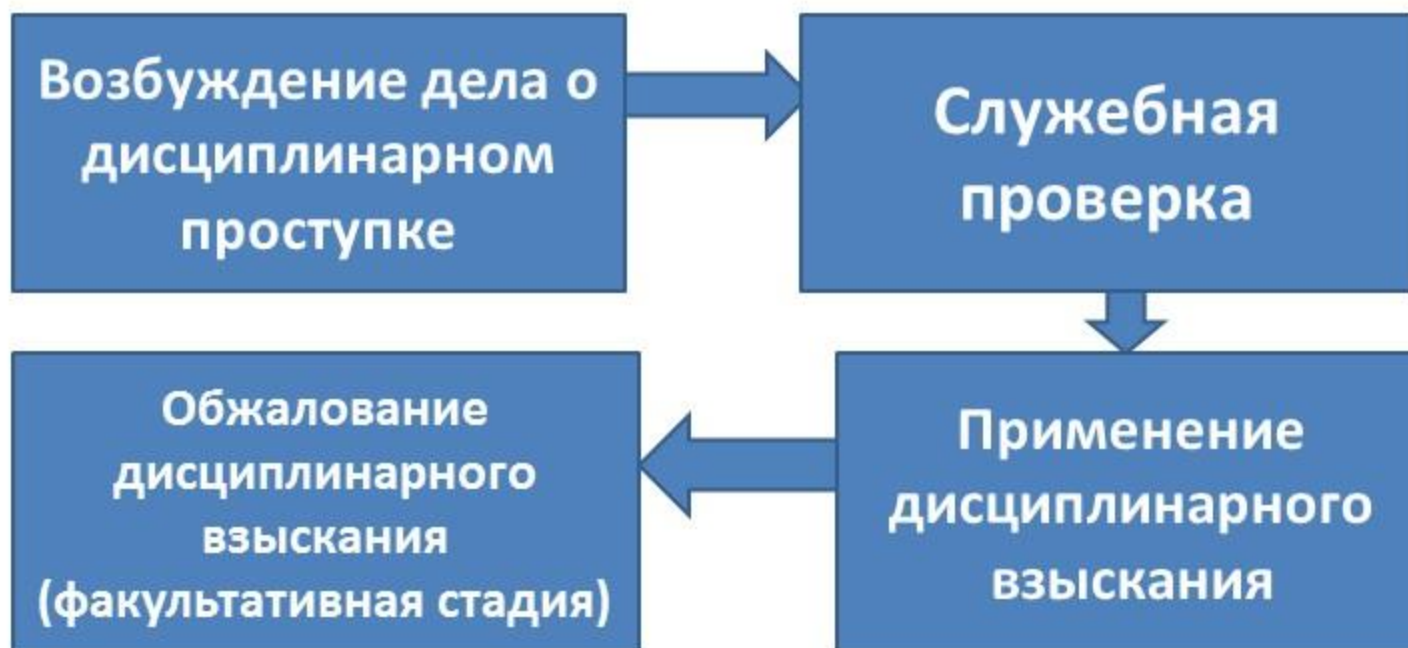 Возбуждение дела о
дисциплинарном
проступке
Служебная
проверка
Применение
дисциплинарного
взыскания
Обжалование
дисциплинарного
взыскания
(факультативная стадия)